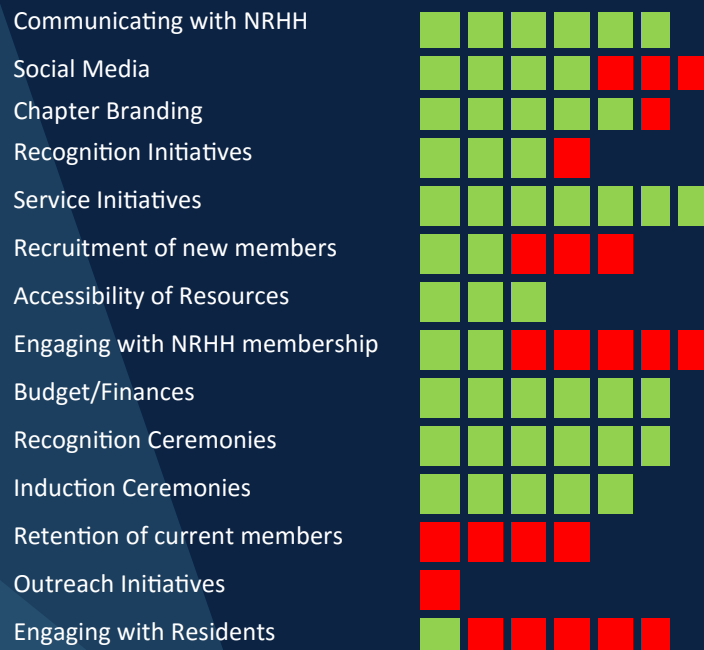 Communicating with NRHH
Social Media
Chapter Branding
Recognition Initiatives
Service Initiatives
Recruitment of new members
Accessibility of Resources
Engaging with NRHH membership
Budget/Finances
Recognition Ceremonies
Induction Ceremonies
Retention of current members
Outreach Initiatives
Engaging with Residents